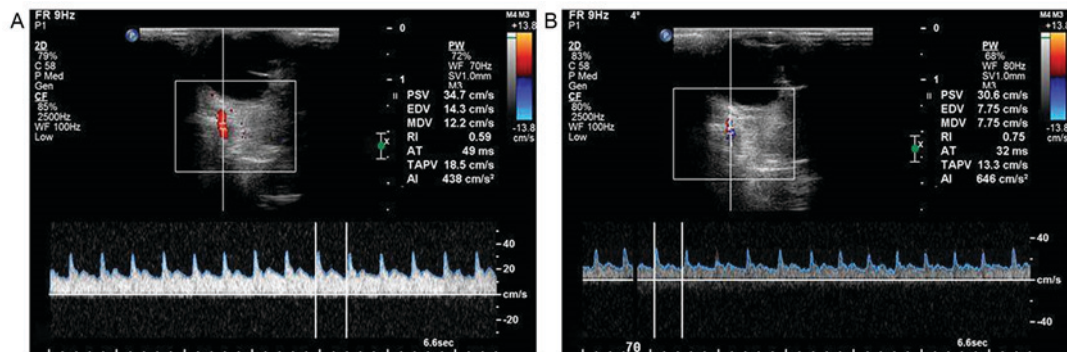 A
FR 9Hz
P1
2D
79%
C 58
P Med
Gen
CF
85%
2500Hz
WF 100Hz
Low
P
0
1
PW
72%
WF 70Hz
SV1.0mm
M3
M4 M3
+13.8
-13.8
cm/s
x
PSV 34.7 cm/s
EDV 14.3 cm/s
MDV 12.2 cm/s
RI 0.59
AT 49 ms
TAPV 18.5 cm/s
AI 438 cm/s²
40
20
cm/s
-20
6.6sec
B
FR 9Hz
4°
P1
2D
83%
C 58
P Med
Gen
CF
80%
2500Hz
WF 100Hz
Low
P
0
1
PW
68%
WF 80Hz
SV1.0mm
M3
M4 M3
+13.8
-13.8
cm/s
x
PSV 30.6 cm/s
EDV 7.75 cm/s
MDV 7.75 cm/s
RI 0.75
AT 32 ms
TAPV 13.3 cm/s
AI 646 cm/s²
40
cm/s
-40
70
6.6sec